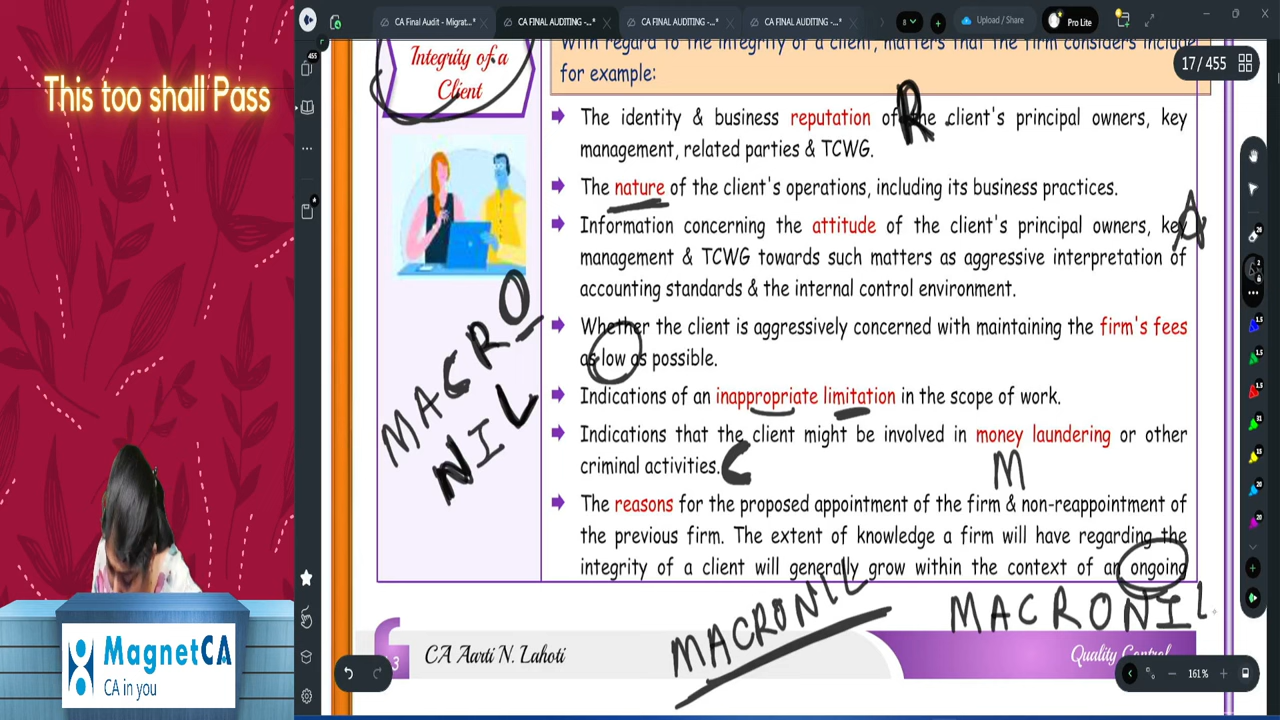 CA Final Audit - Migrat...*
CA FINAL AUDITING -...*
CA FINAL AUDITING -...*
CA FINAL AUDITING -...*
8
Upload / Share
Pro Lite
This too shall Pass
455
Integrity of a
Client
With regard to the integrity of a client, matters that the firm considers include
for example:
17 / 455
The identity & business reputation of the client's principal owners, key
management, related parties & TCWG.
R
The nature of the client's operations, including its business practices.
Information concerning the attitude of the client's principal owners, key
management & TCWG towards such matters as aggressive interpretation of
accounting standards & the internal control environment.
A
Whether the client is aggressively concerned with maintaining the firm's fees
as low as possible.
Indications of an inappropriate limitation in the scope of work.
Indications that the client might be involved in money laundering or other
criminal activities.
C
M
The reasons for the proposed appointment of the firm & non-reappointment of
the previous firm. The extent of knowledge a firm will have regarding the
integrity of a client will generally grow within the context of an ongoing
MACRO
NIL
MACRONIL
MACRONIL
3
CA Aarti N. Lahoti
Quality Control
161%
MagnetCA
CA in you